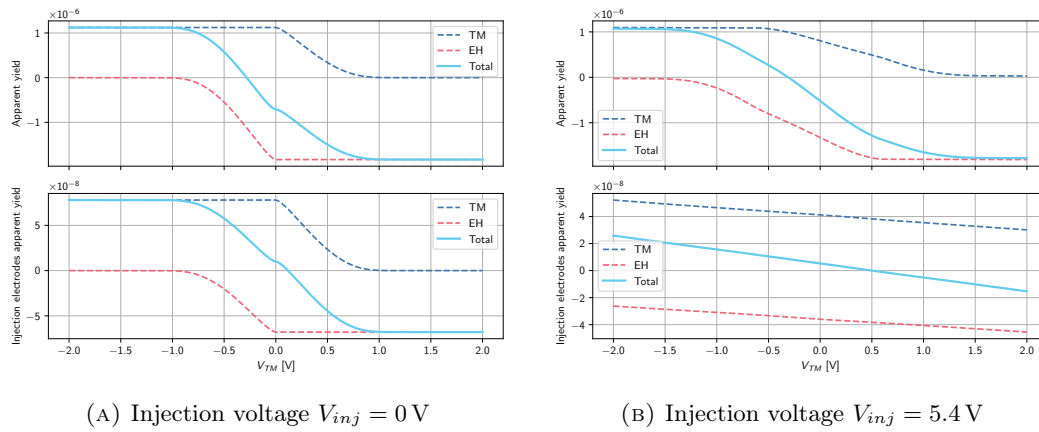 ×10⁻⁶
Apparent yield
1
0
−1
TM
EH
Total
×10⁻⁸
Injection electrodes apparent yield
5
0
−5
TM
EH
Total
−2.0 −1.5 −1.0 −0.5 0.0 0.5 1.0 1.5 2.0
V_TM [V]
(A) Injection voltage V_inj = 0 V
×10⁻⁶
Apparent yield
1
0
−1
TM
EH
Total
×10⁻⁸
Injection electrodes apparent yield
4
2
0
−2
−4
TM
EH
Total
−2.0 −1.5 −1.0 −0.5 0.0 0.5 1.0 1.5 2.0
V_TM [V]
(B) Injection voltage V_inj = 5.4 V